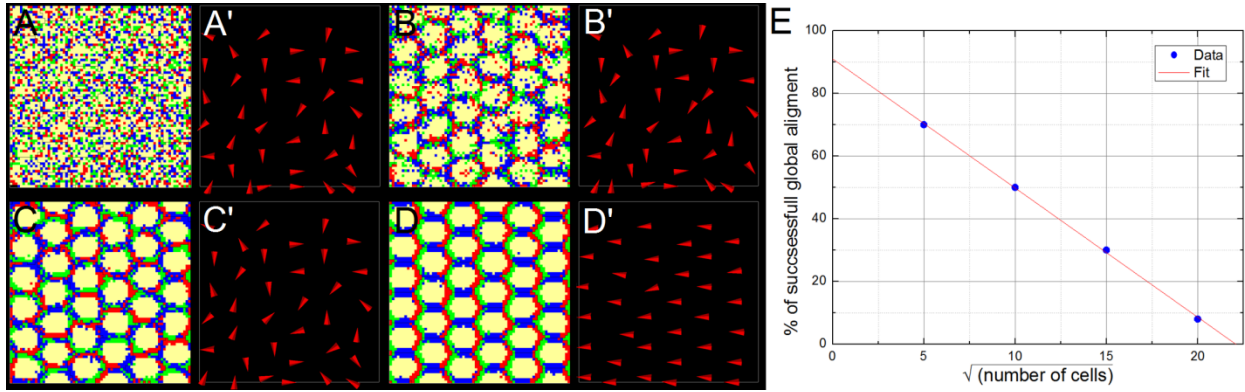 A
A'
B
B'
C
C'
D
D'
E
% of succsessfull global aligment
100
80
60
40
20
0
0
5
10
15
20
√(number of cells)
Data
Fit